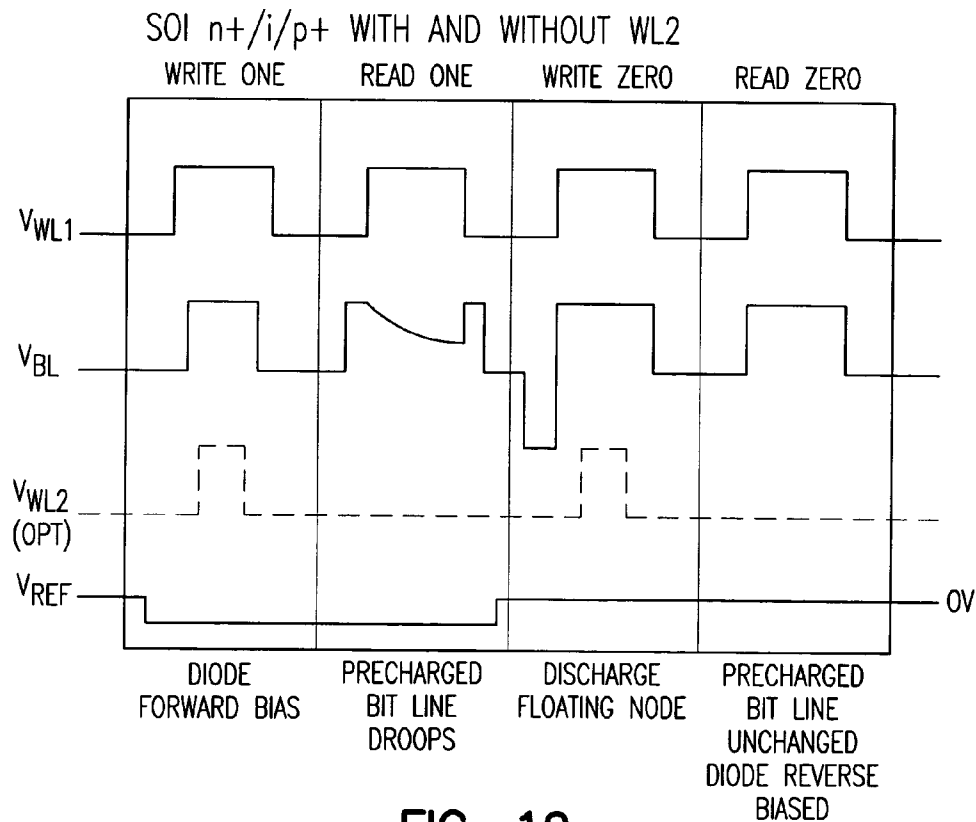 SOI n+/i/p+ WITH AND WITHOUT WL2
WRITE ONE
READ ONE
WRITE ZERO
READ ZERO
VWL1
VBL
VWL2
(OPT)
VREF
OV
DIODE
FORWARD BIAS
PRECHARGED
BIT LINE
DROOPS
DISCHARGE
FLOATING NODE
PRECHARGED
BIT LINE
UNCHANGED
DIODE REVERSE
BIASED